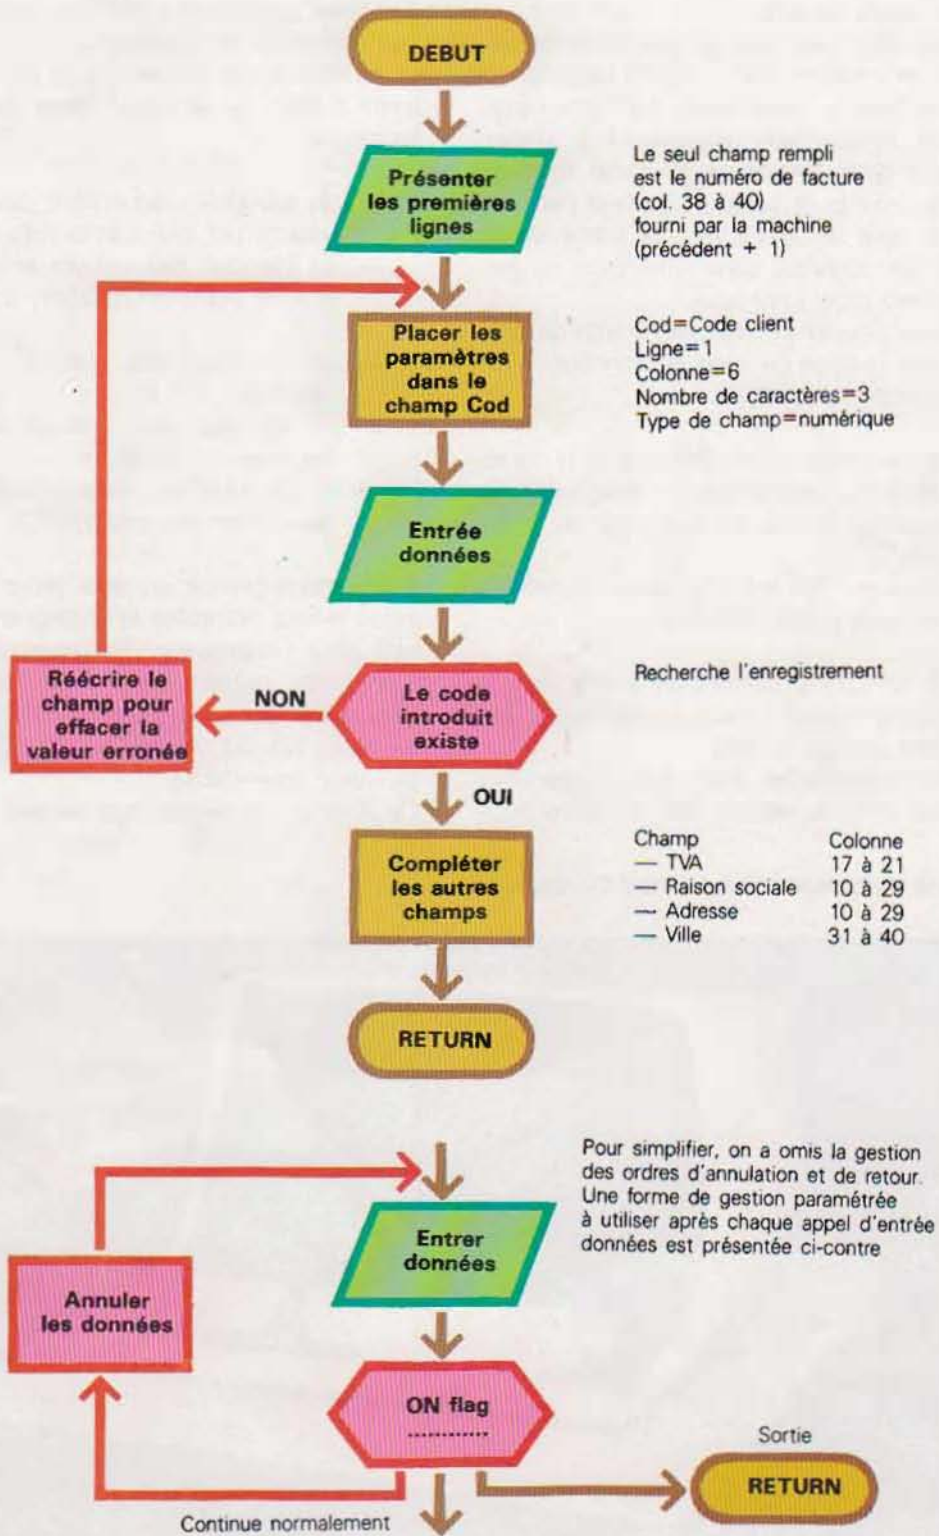 DEBUT
Présenter
les premières
lignes
Le seul champ rempli
est le numéro de facture
(col. 38 à 40)
fourni par la machine
(précédent + 1)
Placer les
paramètres
dans le
champ Cod
Cod=Code client
Ligne=1
Colonne=6
Nombre de caractères=3
Type de champ=numérique
Entrée
données
Réécrire le
champ pour
effacer la
valeur erronée
NON
Le code
introduit
existe
Recherche l'enregistrement
OUI
Compléter
les autres
champs
Champ Colonne
— TVA 17 à 21
— Raison sociale 10 à 29
— Adresse 10 à 29
— Ville 31 à 40
RETURN
Pour simplifier, on a omis la gestion
des ordres d'annulation et de retour.
Une forme de gestion paramétrée
à utiliser après chaque appel d'entrée
données est présentée ci-contre
Entrer
données
Annuler
les données
ON flag
............
Sortie
RETURN
Continue normalement